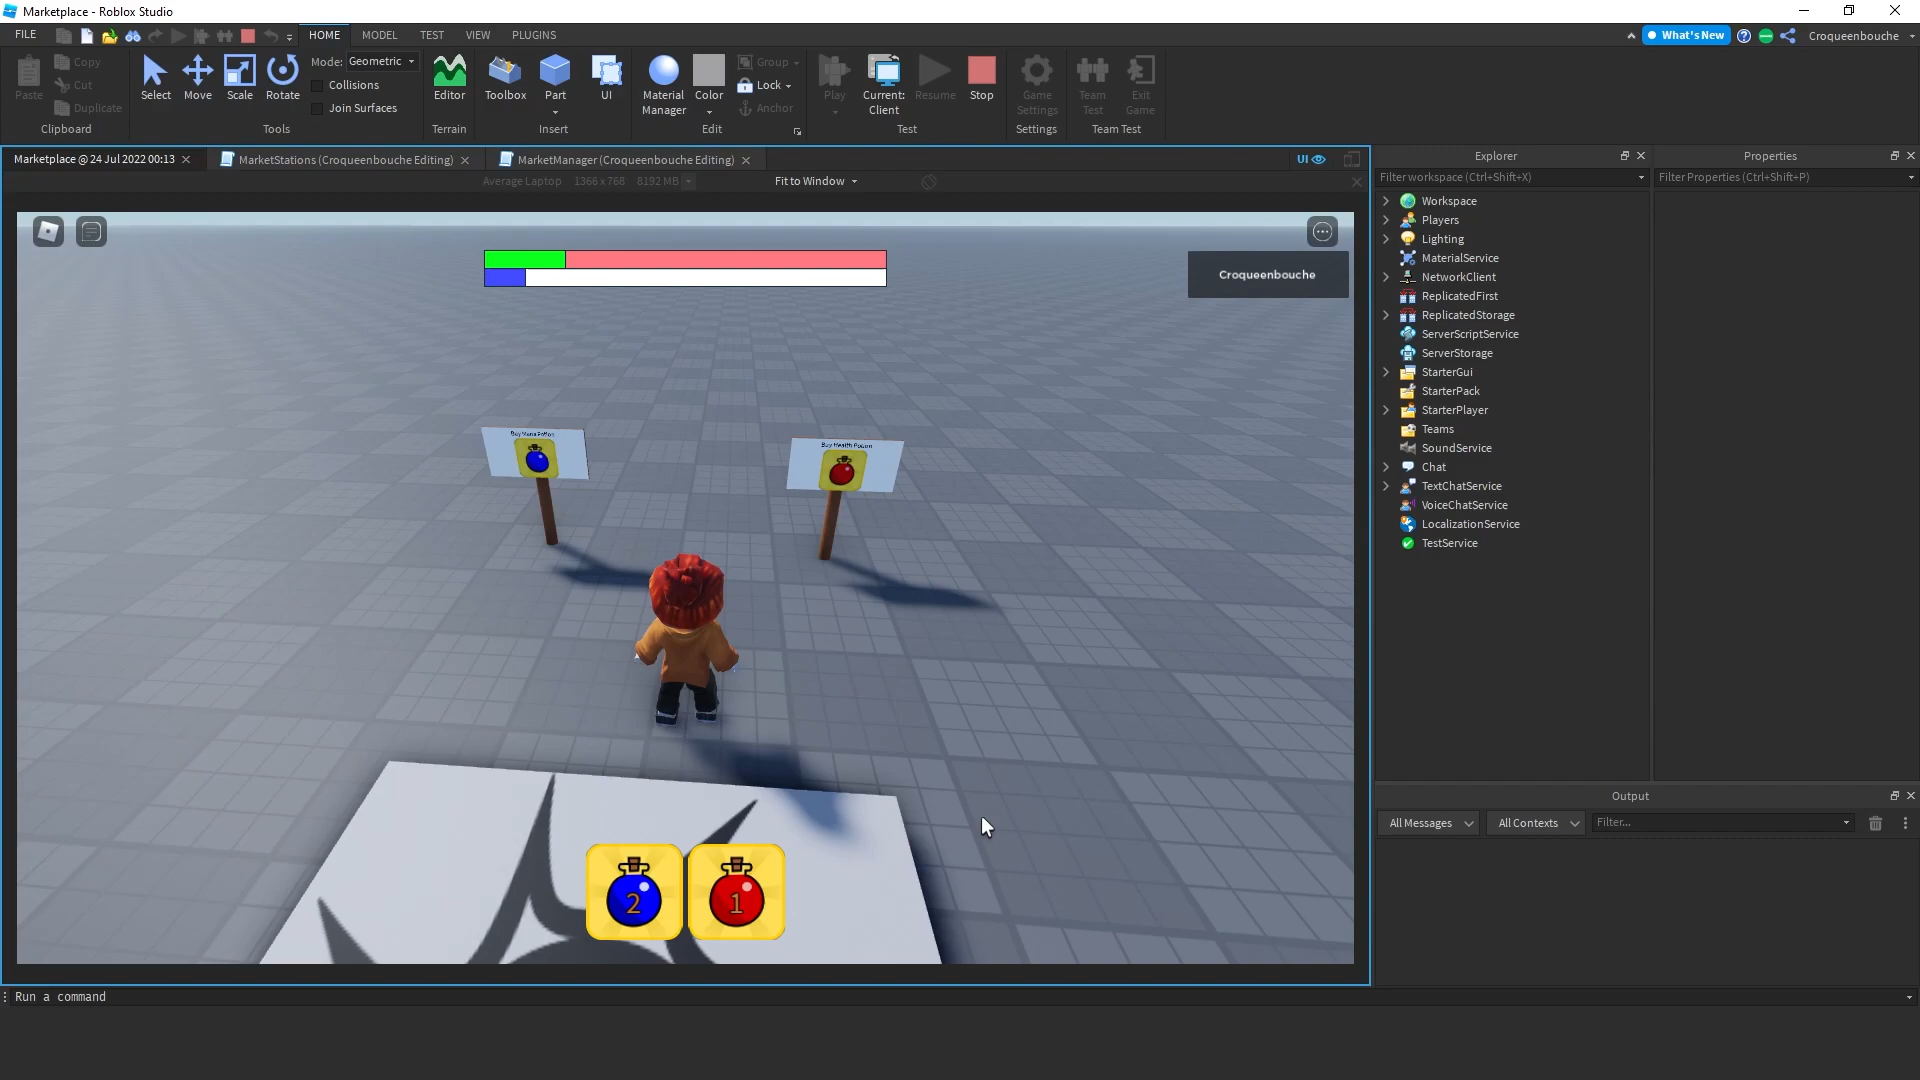 Marketplace - Roblox Studio
FILE
HOME
MODEL
TEST
VIEW
PLUGINS
What's New
Croqueenbouche
Paste
Copy
Cut
Duplicate
Clipboard
Select
Move
Scale
Rotate
Mode: Geometric
Collisions
Join Surfaces
Tools
Editor
Terrain
Toolbox
Part
UI
Insert
Material
Manager
Color
Group
Lock
Anchor
Edit
Play
Current:
Client
Resume
Stop
Test
Game
Settings
Settings
Team
Test
Exit
Game
Team Test
Marketplace @ 24 Jul 2022 00:13
MarketStations (Croqueenbouche Editing)
MarketManager (Croqueenbouche Editing)
UI
Average Laptop 1366 x 768 8192 MB
Fit to Window
Croqueenbouche
Buy Mana Potion
Buy Health Potion
2
1
Explorer
Filter workspace (Ctrl+Shift+X)
Workspace
Players
Lighting
MaterialService
NetworkClient
ReplicatedFirst
ReplicatedStorage
ServerScriptService
ServerStorage
StarterGui
StarterPack
StarterPlayer
Teams
SoundService
Chat
TextChatService
VoiceChatService
LocalizationService
TestService
Properties
Filter Properties (Ctrl+Shift+P)
Output
All Messages
All Contexts
Filter...
Run a command